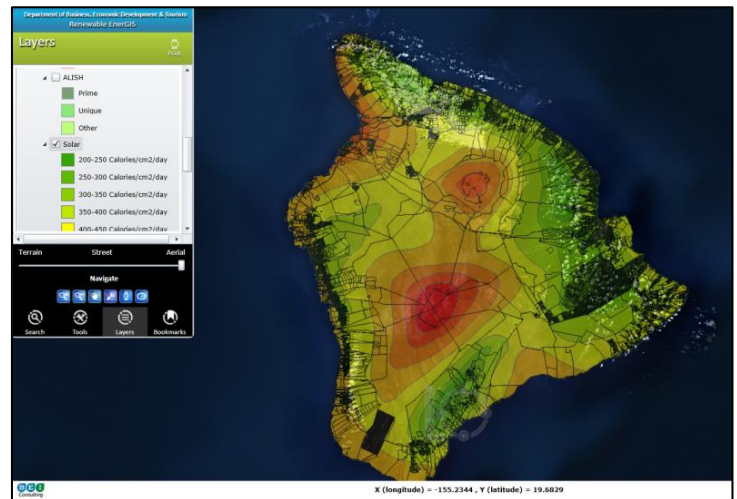 Department of Business, Economic Development & Tourism
Renewable EnerGIS
Layers
Print
ALISH
Prime
Unique
Other
Solar
200-250 Calories/cm2/day
250-300 Calories/cm2/day
300-350 Calories/cm2/day
350-400 Calories/cm2/day
400-450 Calories/cm2/day
Terrain Street Aerial
Navigate
Search Tools Layers Bookmarks
Consulting
X (longitude) = -155.2344 , Y (latitude) = 19.6829